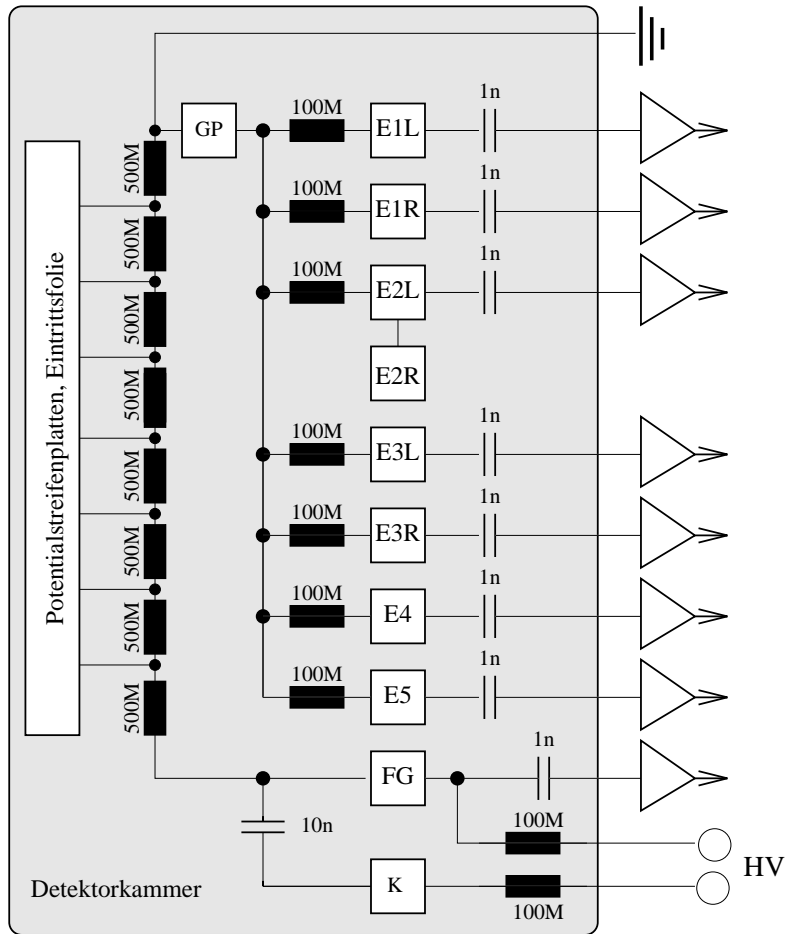 1n
100M
GP
E1L
500M
100M
1n
E1R
500M
100M
1n
E2L
500M
E2R
500M
Potentialstreifenplatten, Eintrittsfolie
100M
1n
E3L
500M
100M
1n
E3R
500M
100M
1n
E4
500M
100M
1n
E5
500M
1n
FG
10n
100M
HV
Detektorkammer
K
100M